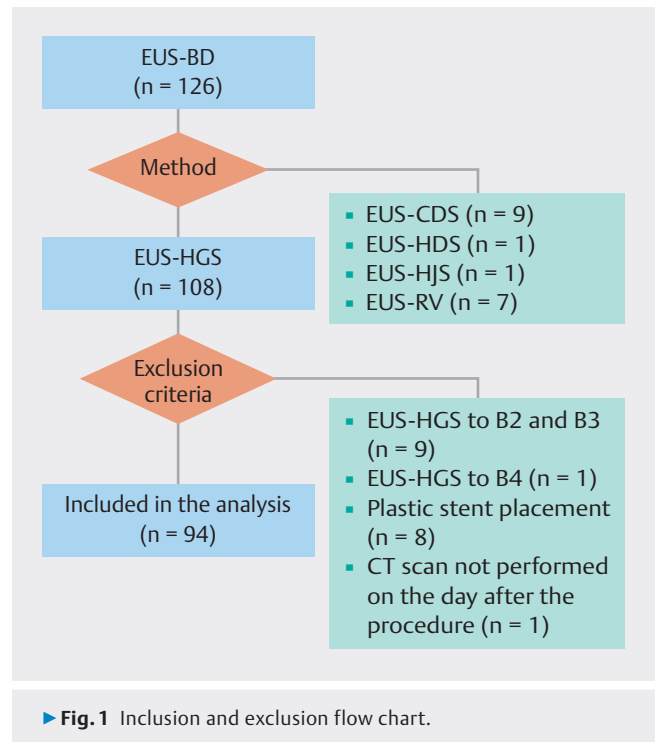 EUS-BD
(n = 126)
Method
▪ EUS-CDS (n = 9)
▪ EUS-HDS (n = 1)
▪ EUS-HJS (n = 1)
▪ EUS-RV (n = 7)
EUS-HGS
(n = 108)
Exclusion
criteria
▪ EUS-HGS to B2 and B3
(n = 9)
▪ EUS-HGS to B4 (n = 1)
▪ Plastic stent placement
(n = 8)
▪ CT scan not performed
on the day after the
procedure (n = 1)
Included in the analysis
(n = 94)
▶ Fig. 1 Inclusion and exclusion flow chart.